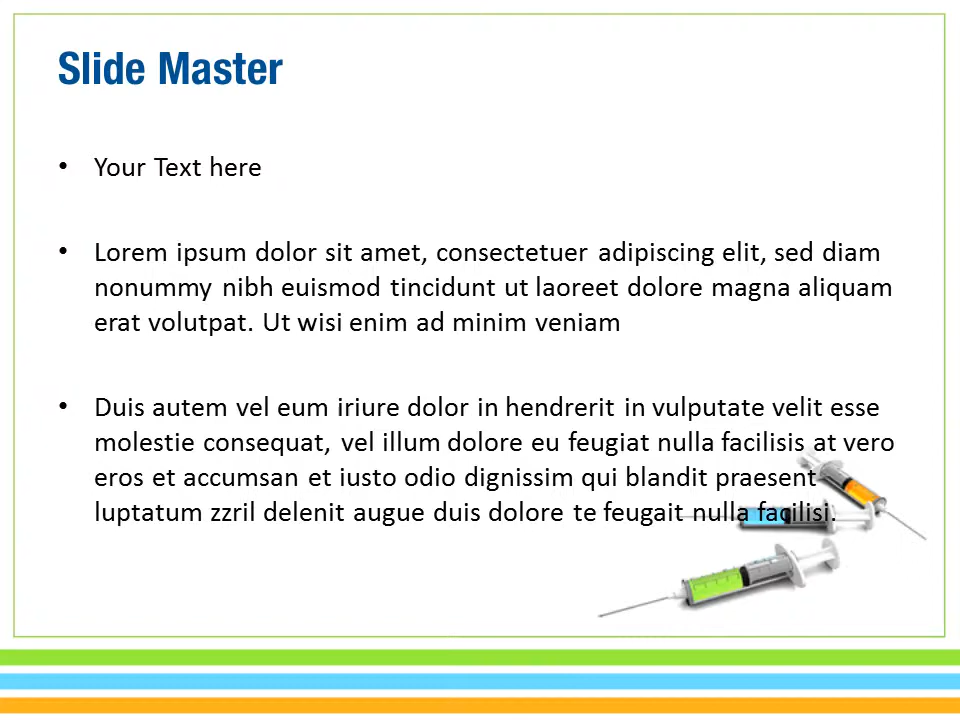 Slide Master
• Your Text here
• Lorem ipsum dolor sit amet, consectetuer adipiscing elit, sed diam
nonummy nibh euismod tincidunt ut laoreet dolore magna aliquam
erat volutpat. Ut wisi enim ad minim veniam
• Duis autem vel eum iriure dolor in hendrerit in vulputate velit esse
molestie consequat, vel illum dolore eu feugiat nulla facilisis at vero
eros et accumsan et iusto odio dignissim qui blandit praesent
luptatum zzril delenit augue duis dolore te feugait nulla facilisi.